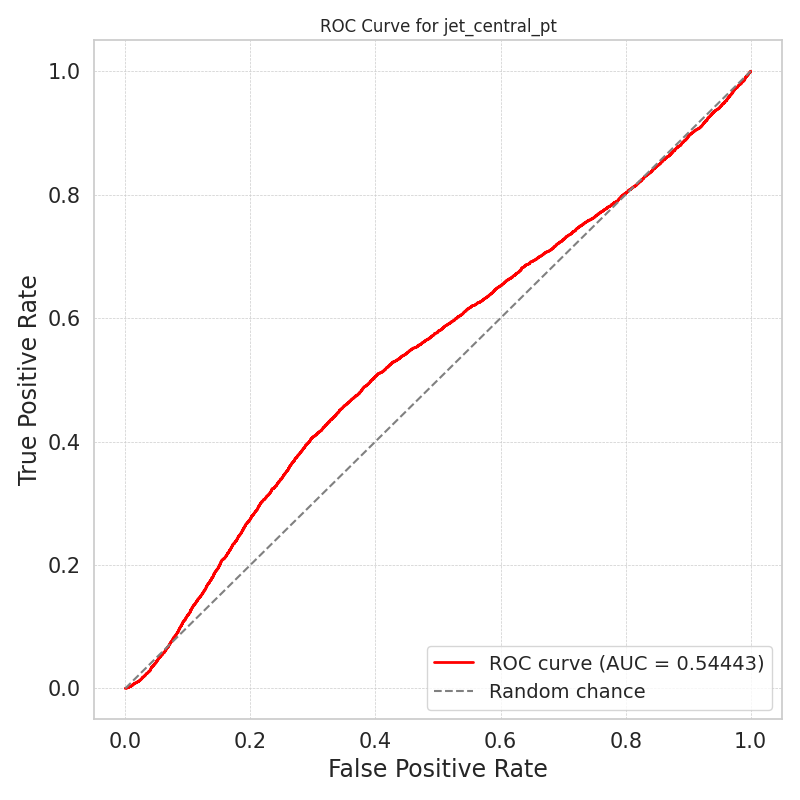 ROC Curve for jet_central_pt
True Positive Rate
1.0
0.8
0.6
0.4
0.2
0.0
ROC curve (AUC = 0.54443)
Random chance
0.0 0.2 0.4 0.6 0.8 1.0
False Positive Rate